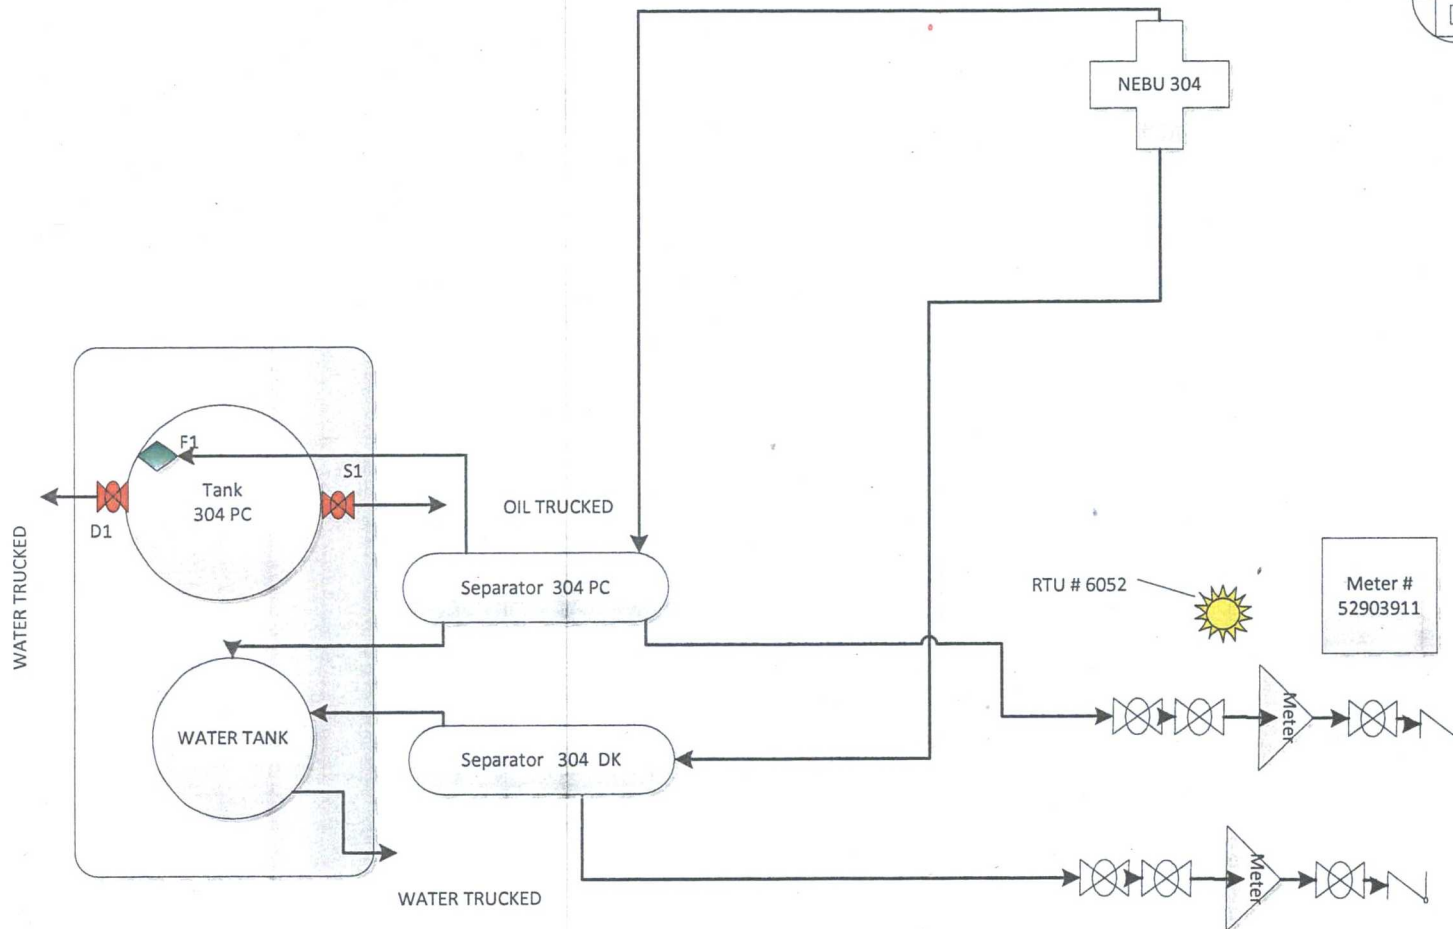 NEBU 304
F1
S1
Tank
304 PC
D1
OIL TRUCKED
WATER TRUCKED
Separator 304 PC
RTU # 6052
Meter #
52903911
Meter
WATER TANK
Separator 304 DK
Meter
WATER TRUCKED